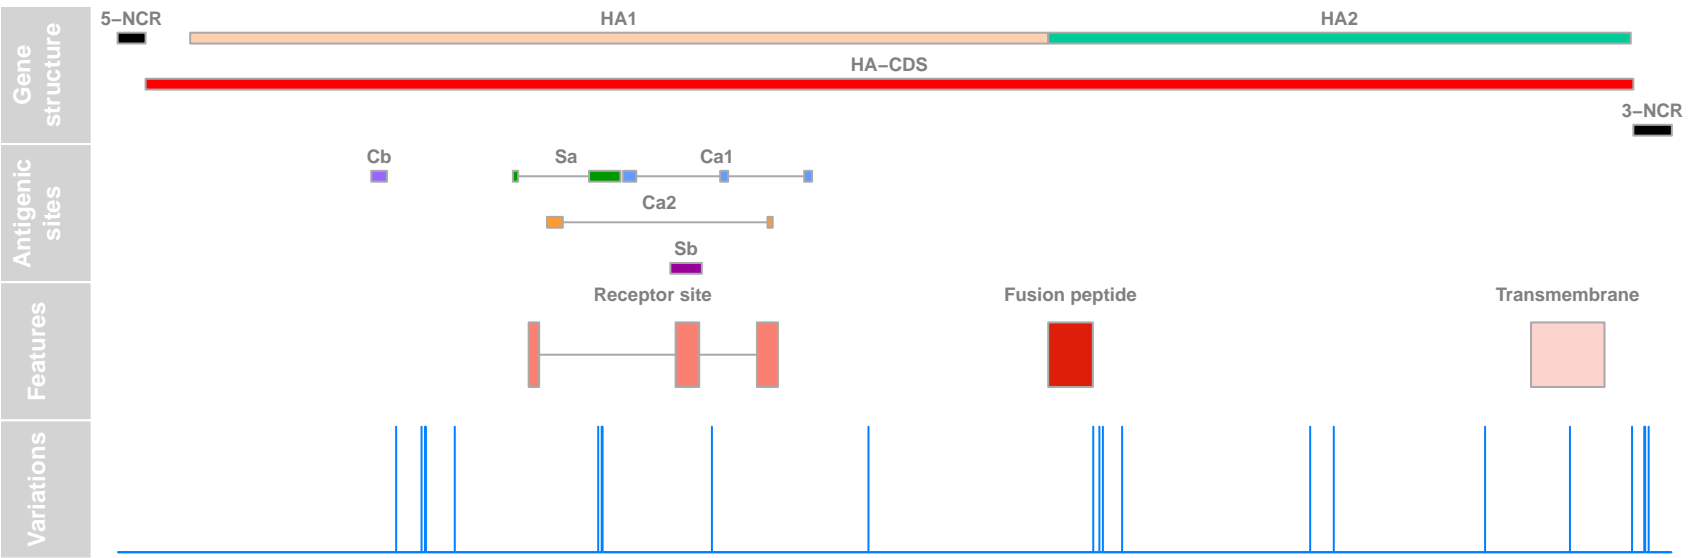 Gene
structure
5−NCR
HA1
HA2
HA−CDS
3−NCR
Antigenic
sites
Cb
Sa
Ca1
Ca2
Sb
Features
Receptor site
Fusion peptide
Transmembrane
Variations